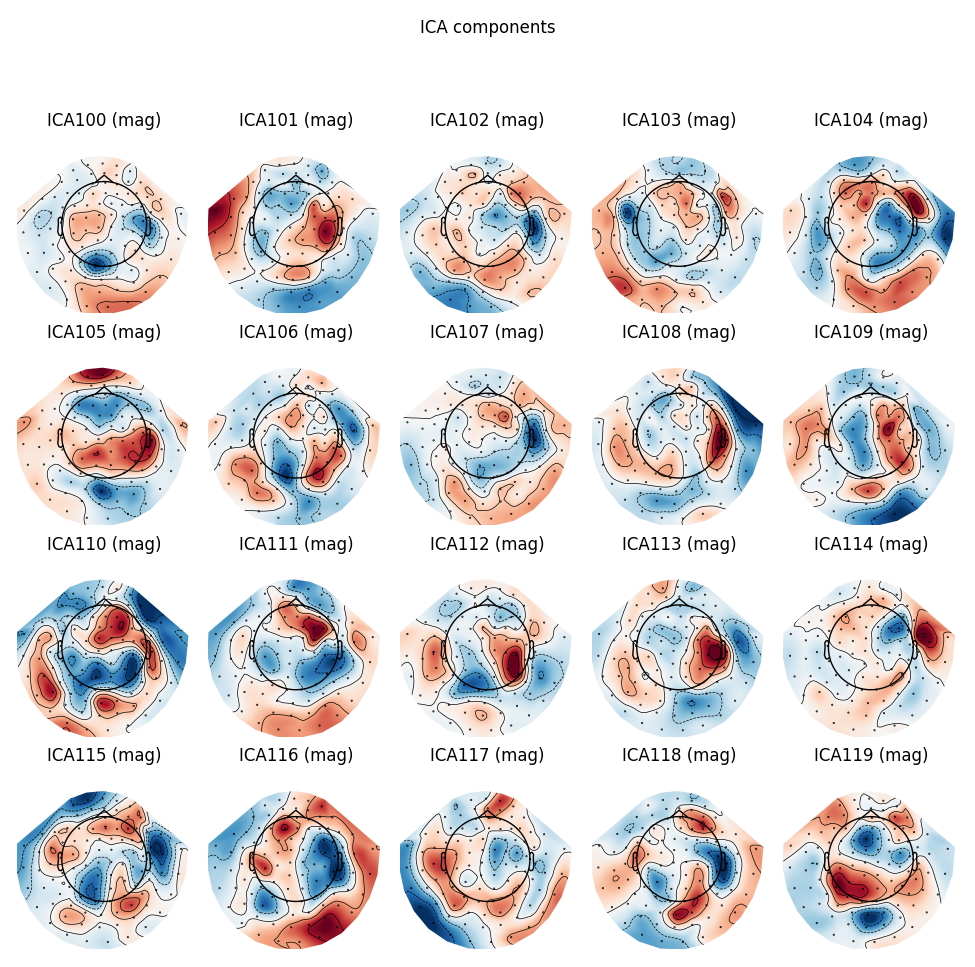 ICA components
ICA100 (mag) ICA101 (mag) ICA102 (mag) ICA103 (mag) ICA104 (mag)
ICA105 (mag) ICA106 (mag) ICA107 (mag) ICA108 (mag) ICA109 (mag)
ICA110 (mag) ICA111 (mag) ICA112 (mag) ICA113 (mag) ICA114 (mag)
ICA115 (mag) ICA116 (mag) ICA117 (mag) ICA118 (mag) ICA119 (mag)